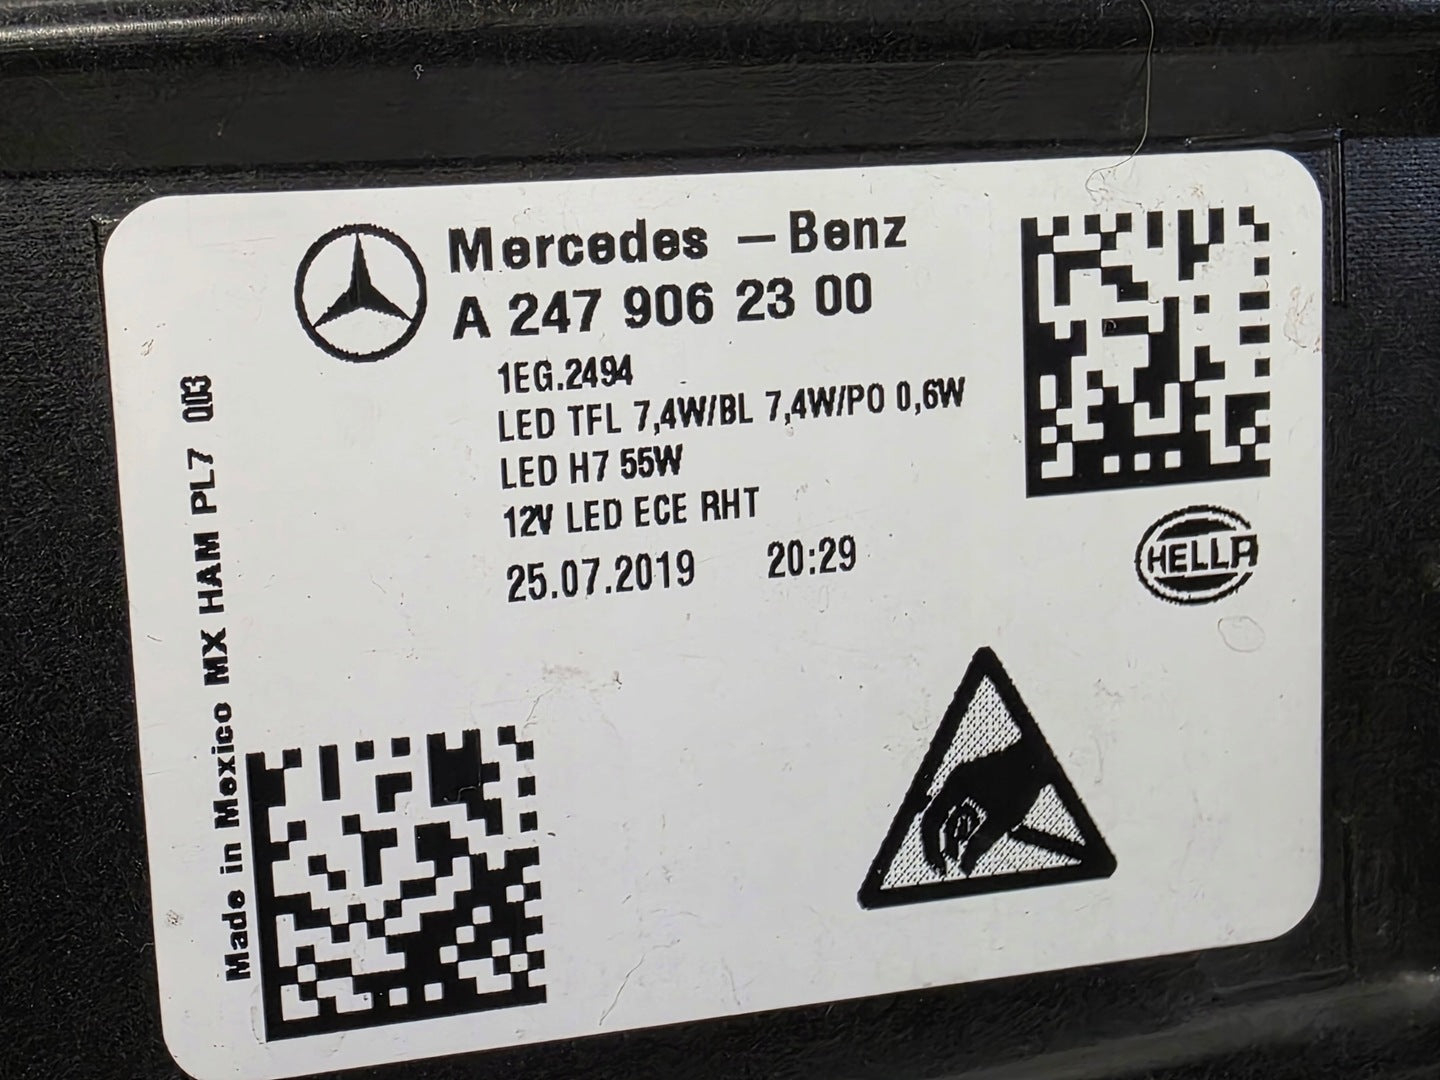 Mercedes – Benz
A 247 906 23 00
1EG.2494
LED TFL 7,4W/BL 7,4W/PO 0,6W
LED H7 55W
12V LED ECE RHT
25.07.2019 20:29
HELLA
Made in Mexico MX HAM PL7 003